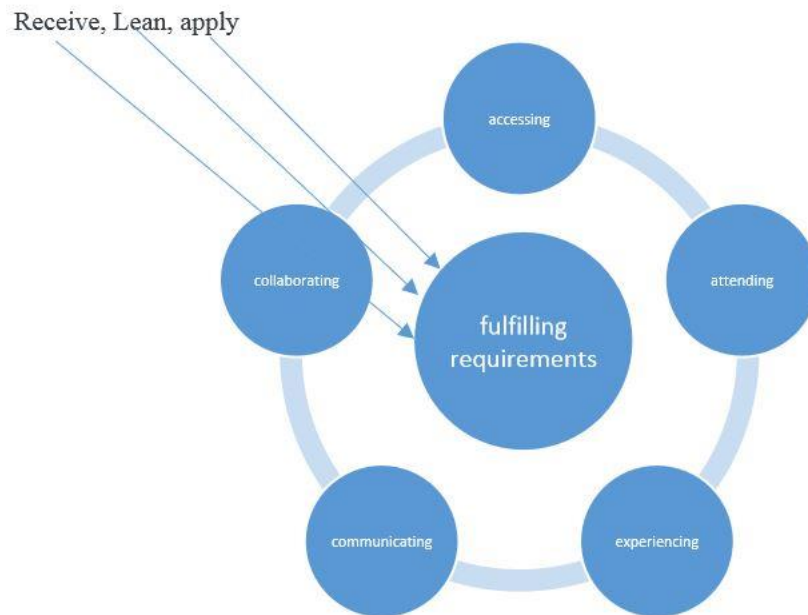 Receive, Lean, apply
accessing
collaborating
attending
fulfilling
requirements
communicating
experiencing